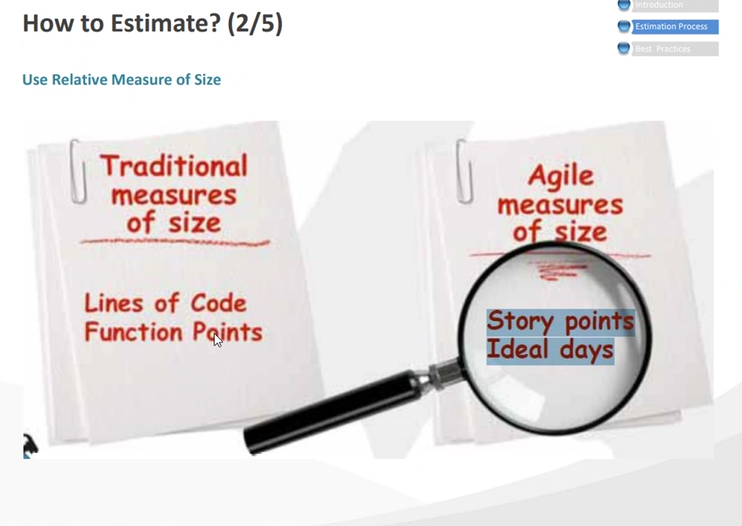 How to Estimate? (2/5)
Introduction
Estimation Process
Best Practices
Use Relative Measure of Size
Traditional
measures
of size
Lines of Code
Function Points
Agile
measures
of size
Story points
Ideal days